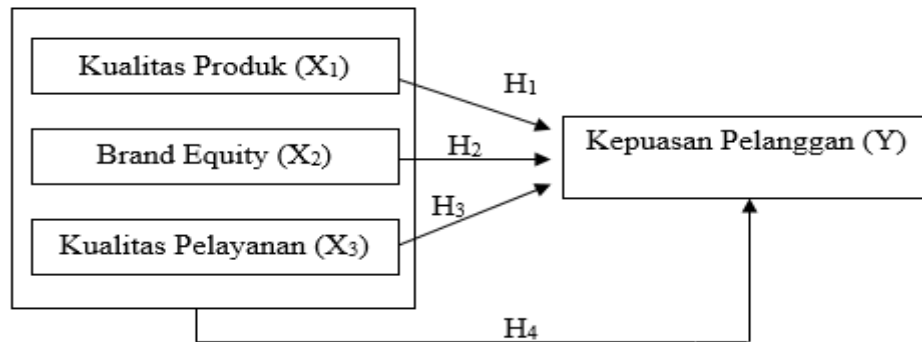 Kualitas Produk (X₁)
H₁
Brand Equity (X₂)
H₂
Kepuasan Pelanggan (Y)
H₃
Kualitas Pelayanan (X₃)
H₄